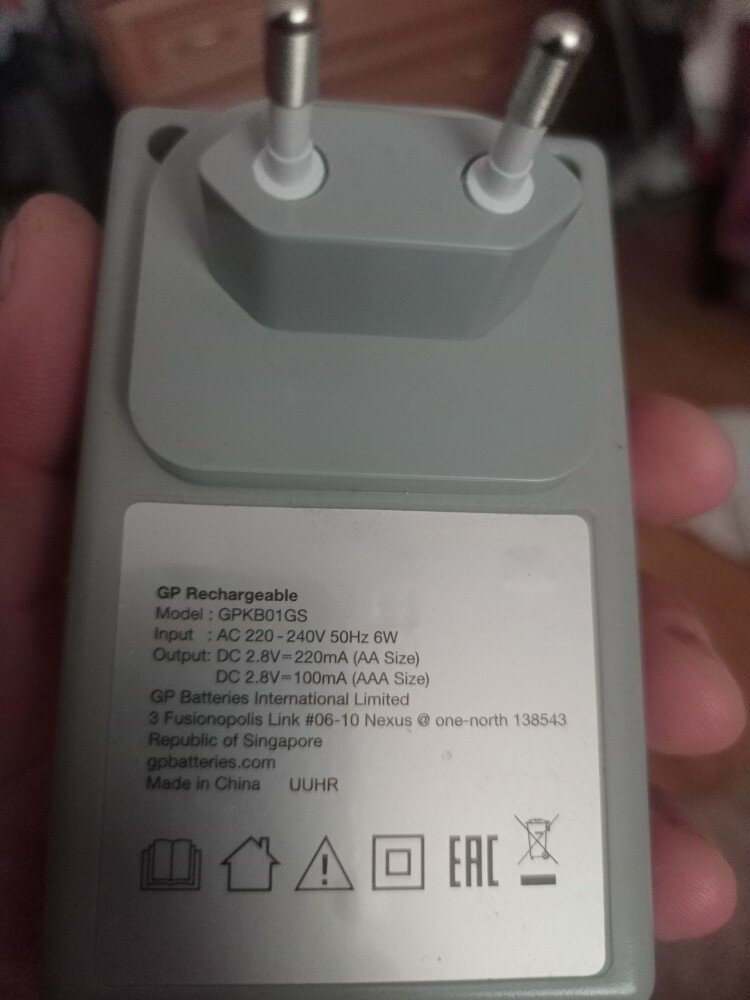 GP Rechargeable
Model : GPKB01GS
Input : AC 220-240V 50Hz 6W
Output: DC 2.8V⎓220mA (AA Size)
DC 2.8V⎓100mA (AAA Size)
GP Batteries International Limited
3 Fusionopolis Link #06-10 Nexus @ one-north 138543
Republic of Singapore
gpbatteries.com
Made in China UUHR
EAC